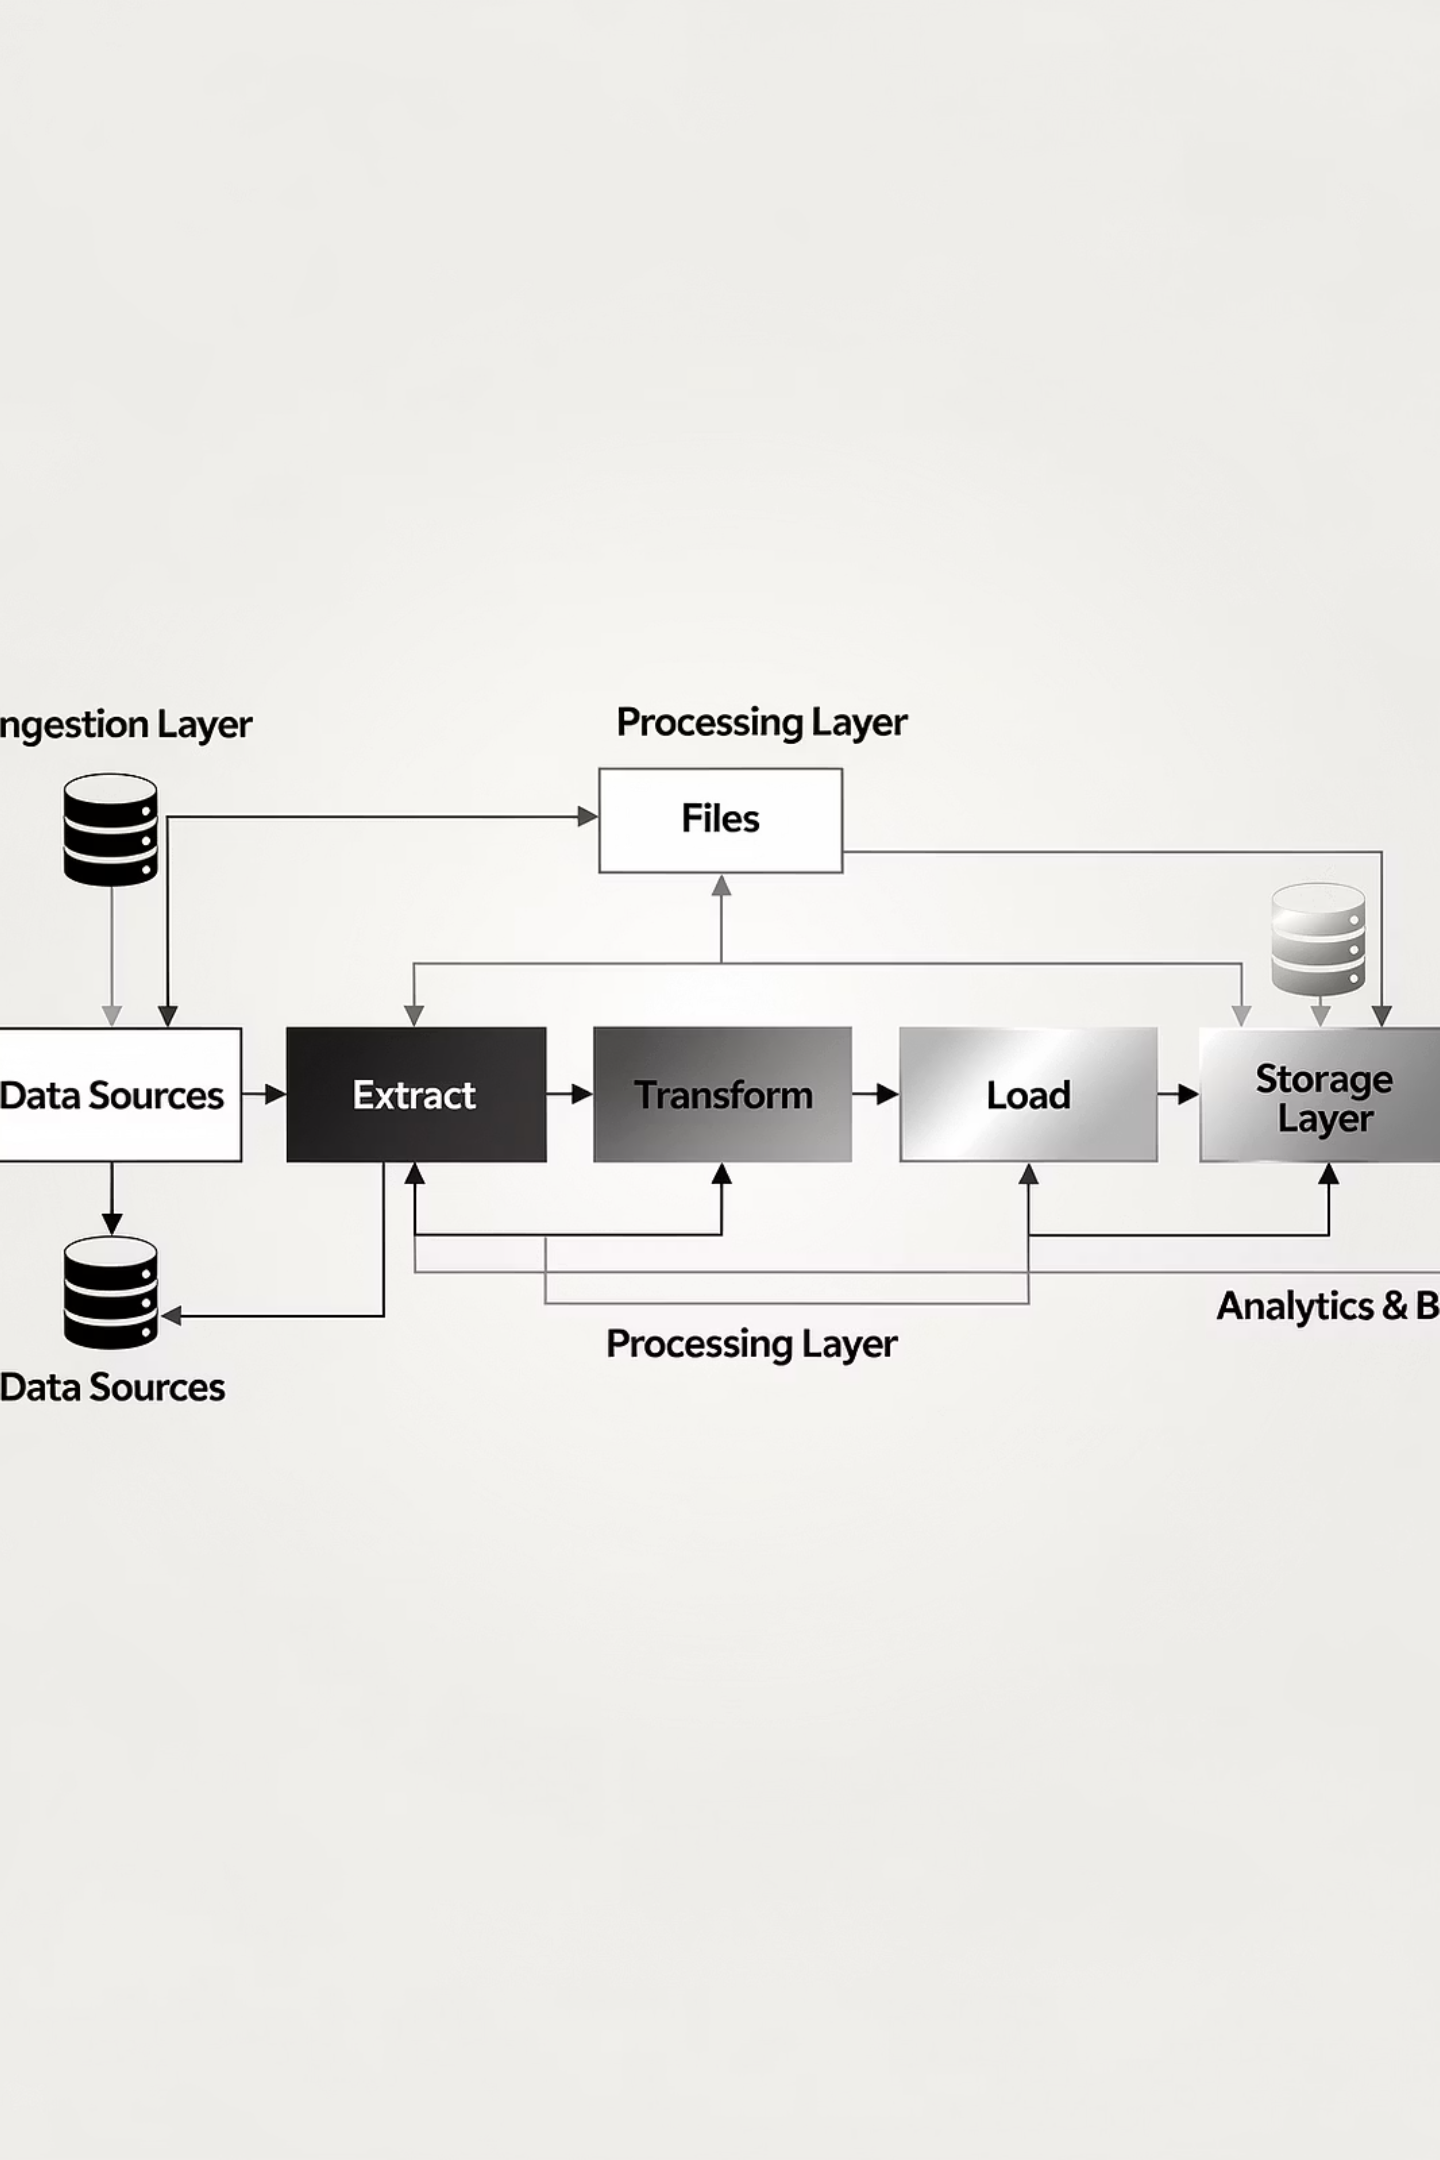 ngestion Layer
Processing Layer
Files
Data Sources
Extract
Transform
Load
Storage
Layer
Analytics & B
Processing Layer
Data Sources